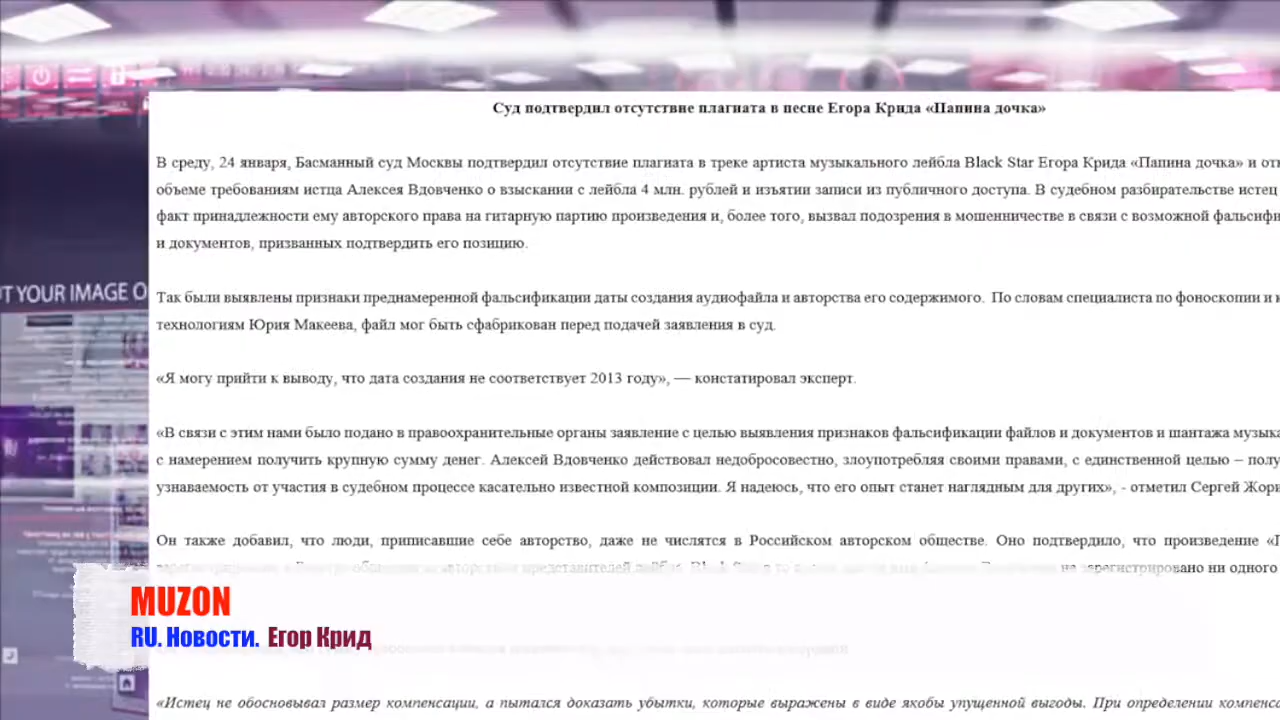 Суд подтвердил отсутствие плагиата в песне Егора Крида «Папина дочка»
В среду, 24 января, Басманный суд Москвы подтвердил отсутствие плагиата в треке артиста музыкального лейбла Black Star Егора Крида «Папина дочка» и
объеме требованиям истца Алексея Вдовченко о взыскании с лейбла 4 млн. рублей и изъятии записи из публичного доступа. В судебном разбирательстве истец
факт принадлежности ему авторского права на гитарную партию произведения и, более того, вызвал подозрения в мошенничестве в связи с возможной
и документов, призванных подтвердить его позицию.
UT YOUR IMAGE O
Так были выявлены признаки преднамеренной фальсификации даты создания аудиофайла и авторства его содержимого. По словам специалиста по фоноскопии и
технологиям Юрия Макеева, файл мог быть сфабрикован перед подачей заявления в суд.
«Я могу прийти к выводу, что дата создания не соответствует 2013 году», — констатировал эксперт.
«В связи с этим нами было подано в правоохранительные органы заявление с целью выявления признаков фальсификации файлов и документов и шантажа
с намерением получить крупную сумму денег. Алексей Вдовченко действовал недобросовестно, злоупотребляя своими правами, с единственной целью –
узнаваемость от участия в судебном процессе касательно известной композиции. Я надеюсь, что его опыт станет наглядным для других», - отметил Сергей
Он также добавил, что люди, приписавшие себе авторство, даже не числятся в Российском авторском обществе. Оно подтвердило, что произведение
не зарегистрировано ни одного
MUZON
RU. Новости. Егор Крид
«Истец не обосновывал размер компенсации, а пытался доказать убытки, которые выражены в виде якобы упущенной выгоды. При определении